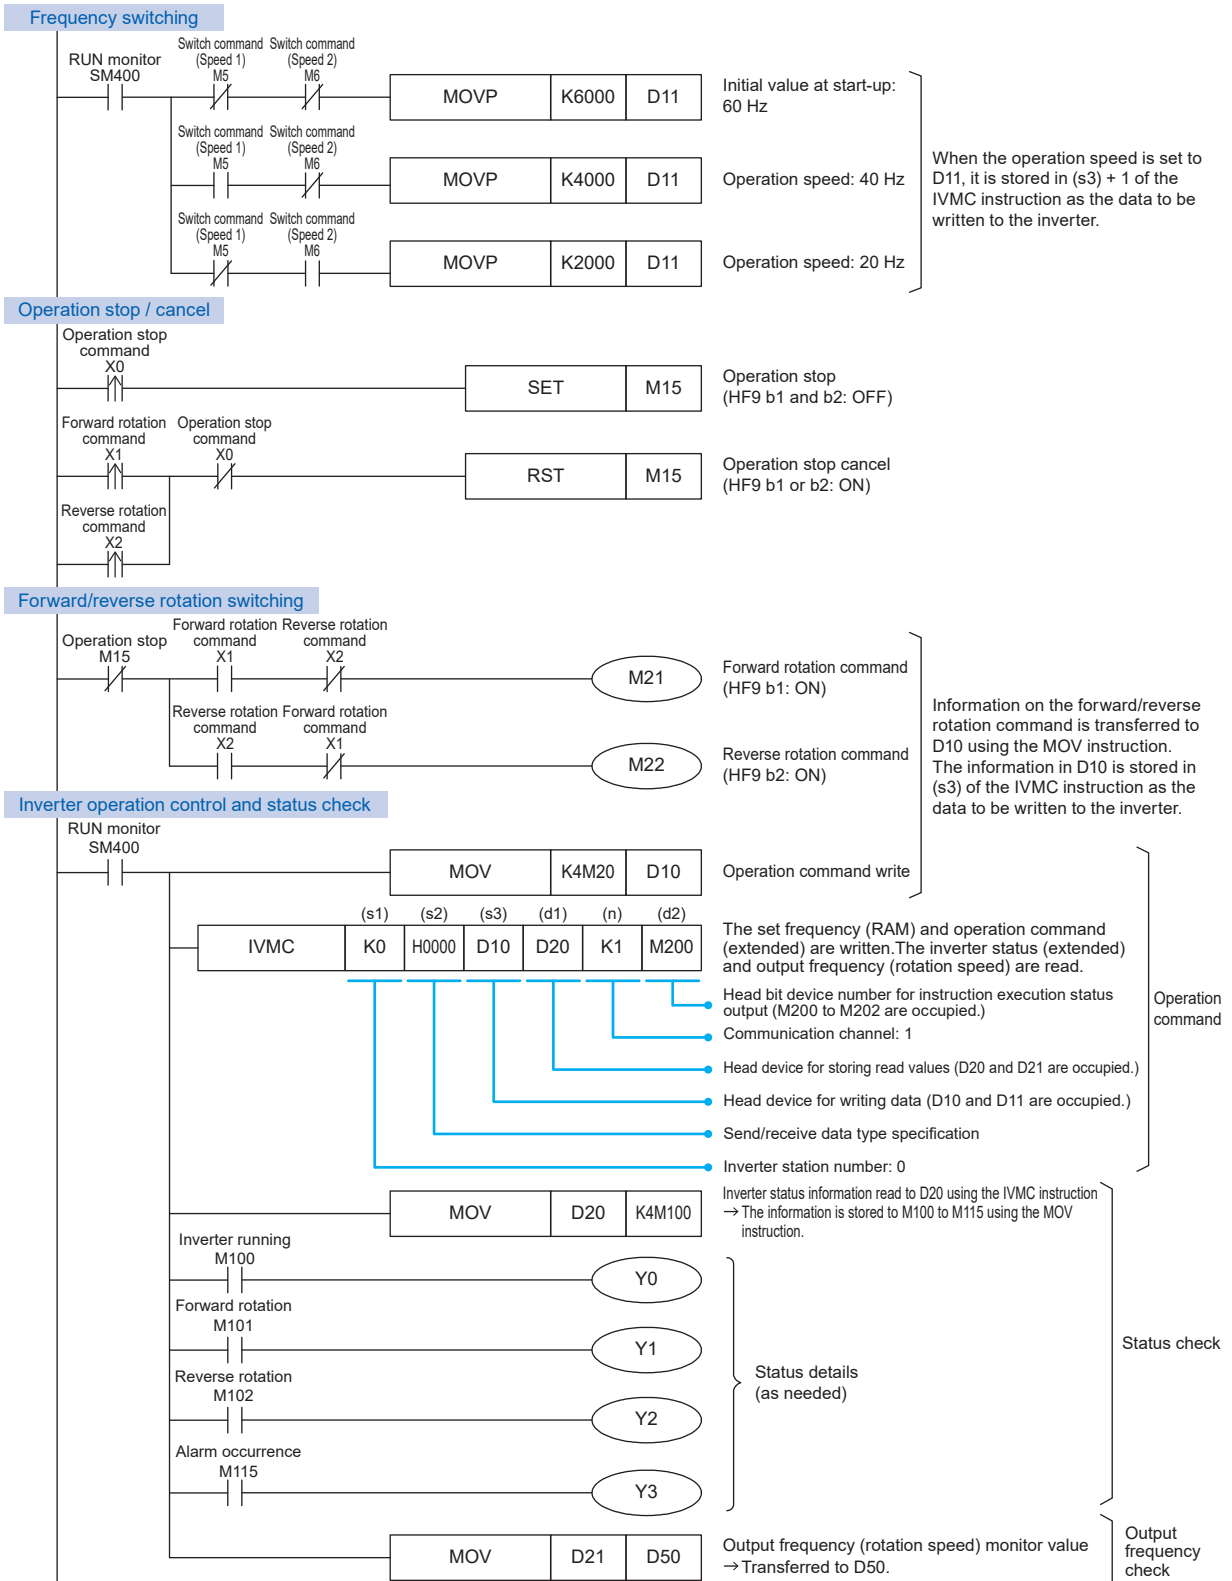 Frequency switching
Switch command Switch command
RUN monitor (Speed 1) (Speed 2)
SM400 M5 M6
MOVP K6000 D11
Initial value at start-up:
60 Hz
Switch command Switch command
(Speed 1) (Speed 2)
M5 M6
MOVP K4000 D11 Operation speed: 40 Hz
When the operation speed is set to
D11, it is stored in (s3) + 1 of the
IVMC instruction as the data to be
written to the inverter.
Switch command Switch command
(Speed 1) (Speed 2)
M5 M6
MOVP K2000 D11 Operation speed: 20 Hz
Operation stop / cancel
Operation stop
command
X0
SET M15
Operation stop
(HF9 b1 and b2: OFF)
Forward rotation Operation stop
command command
X1 X0
RST M15
Operation stop cancel
(HF9 b1 or b2: ON)
Reverse rotation
command
X2
Forward/reverse rotation switching
Forward rotation Reverse rotation
Operation stop command command
M15 X1 X2
M21
Forward rotation command
(HF9 b1: ON)
Reverse rotation Forward rotation
command command
X2 X1
M22
Reverse rotation command
(HF9 b2: ON)
Information on the forward/reverse
rotation command is transferred to
D10 using the MOV instruction.
The information in D10 is stored in
(s3) of the IVMC instruction as the
data to be written to the inverter.
Inverter operation control and status check
RUN monitor
SM400
MOV K4M20 D10 Operation command write
(s1) (s2) (s3) (d1) (n) (d2)
IVMC K0 H0000 D10 D20 K1 M200
The set frequency (RAM) and operation command
(extended) are written.The inverter status (extended)
and output frequency (rotation speed) are read.
Head bit device number for instruction execution status
output (M200 to M202 are occupied.)
Communication channel: 1
Head device for storing read values (D20 and D21 are occupied.)
Head device for writing data (D10 and D11 are occupied.)
Send/receive data type specification
Inverter station number: 0
Operation
command
MOV D20 K4M100
Inverter status information read to D20 using the IVMC instruction
→ The information is stored to M100 to M115 using the MOV
instruction.
Inverter running
M100
Y0
Forward rotation
M101
Y1
Reverse rotation
M102
Y2
Alarm occurrence
M115
Y3
Status details
(as needed)
Status check
MOV D21 D50
Output frequency (rotation speed) monitor value
→ Transferred to D50.
Output
frequency
check